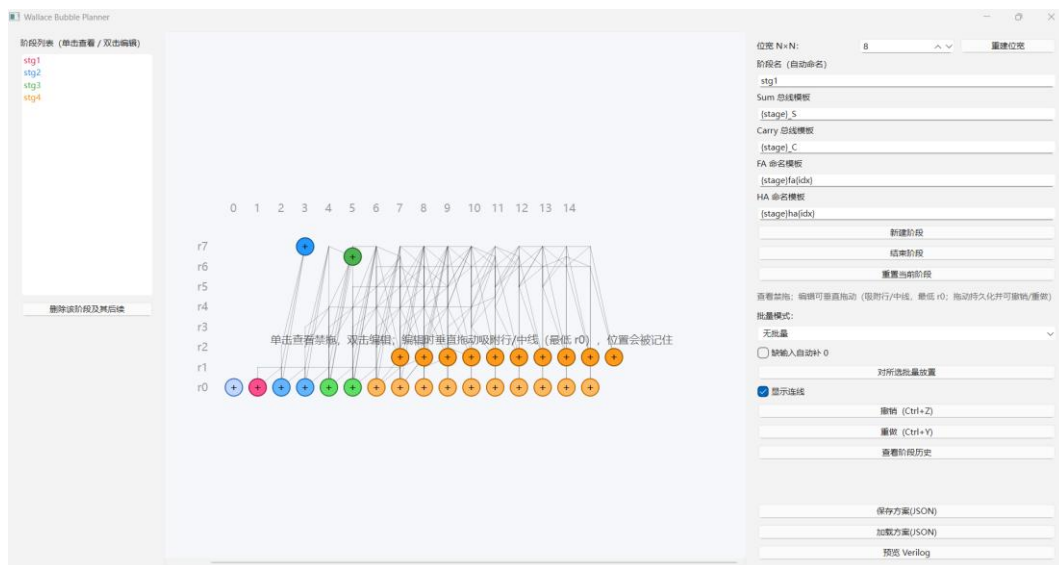 Wallace Bubble Planner
阶段列表（单击查看 / 双击编辑）
stg1
stg2
stg3
stg4
删除该阶段及其后续
0 1 2 3 4 5 6 7 8 9 10 11 12 13 14
r7
r6
r5
r4
r3
r2
r1
r0
单击查看禁拖，双击编辑；编辑时垂直拖动吸附行/中线（最低 r0），位置会被记住
位宽 N×N:
8
重建位宽
阶段名（自动命名）
stg1
Sum 总线模板
{stage}_S
Carry 总线模板
{stage}_C
FA 命名模板
{stage}fa{idx}
HA 命名模板
{stage}ha{idx}
新建阶段
结束阶段
重置当前阶段
查看禁拖；编辑可垂直拖动（吸附行/中线，最低 r0；拖动持久化并可撤销/重做）
批量模式:
无批量
缺输入自动补 0
对所选批量放置
显示连线
撤销 (Ctrl+Z)
重做 (Ctrl+Y)
查看阶段历史
保存方案(JSON)
加载方案(JSON)
预览 Verilog